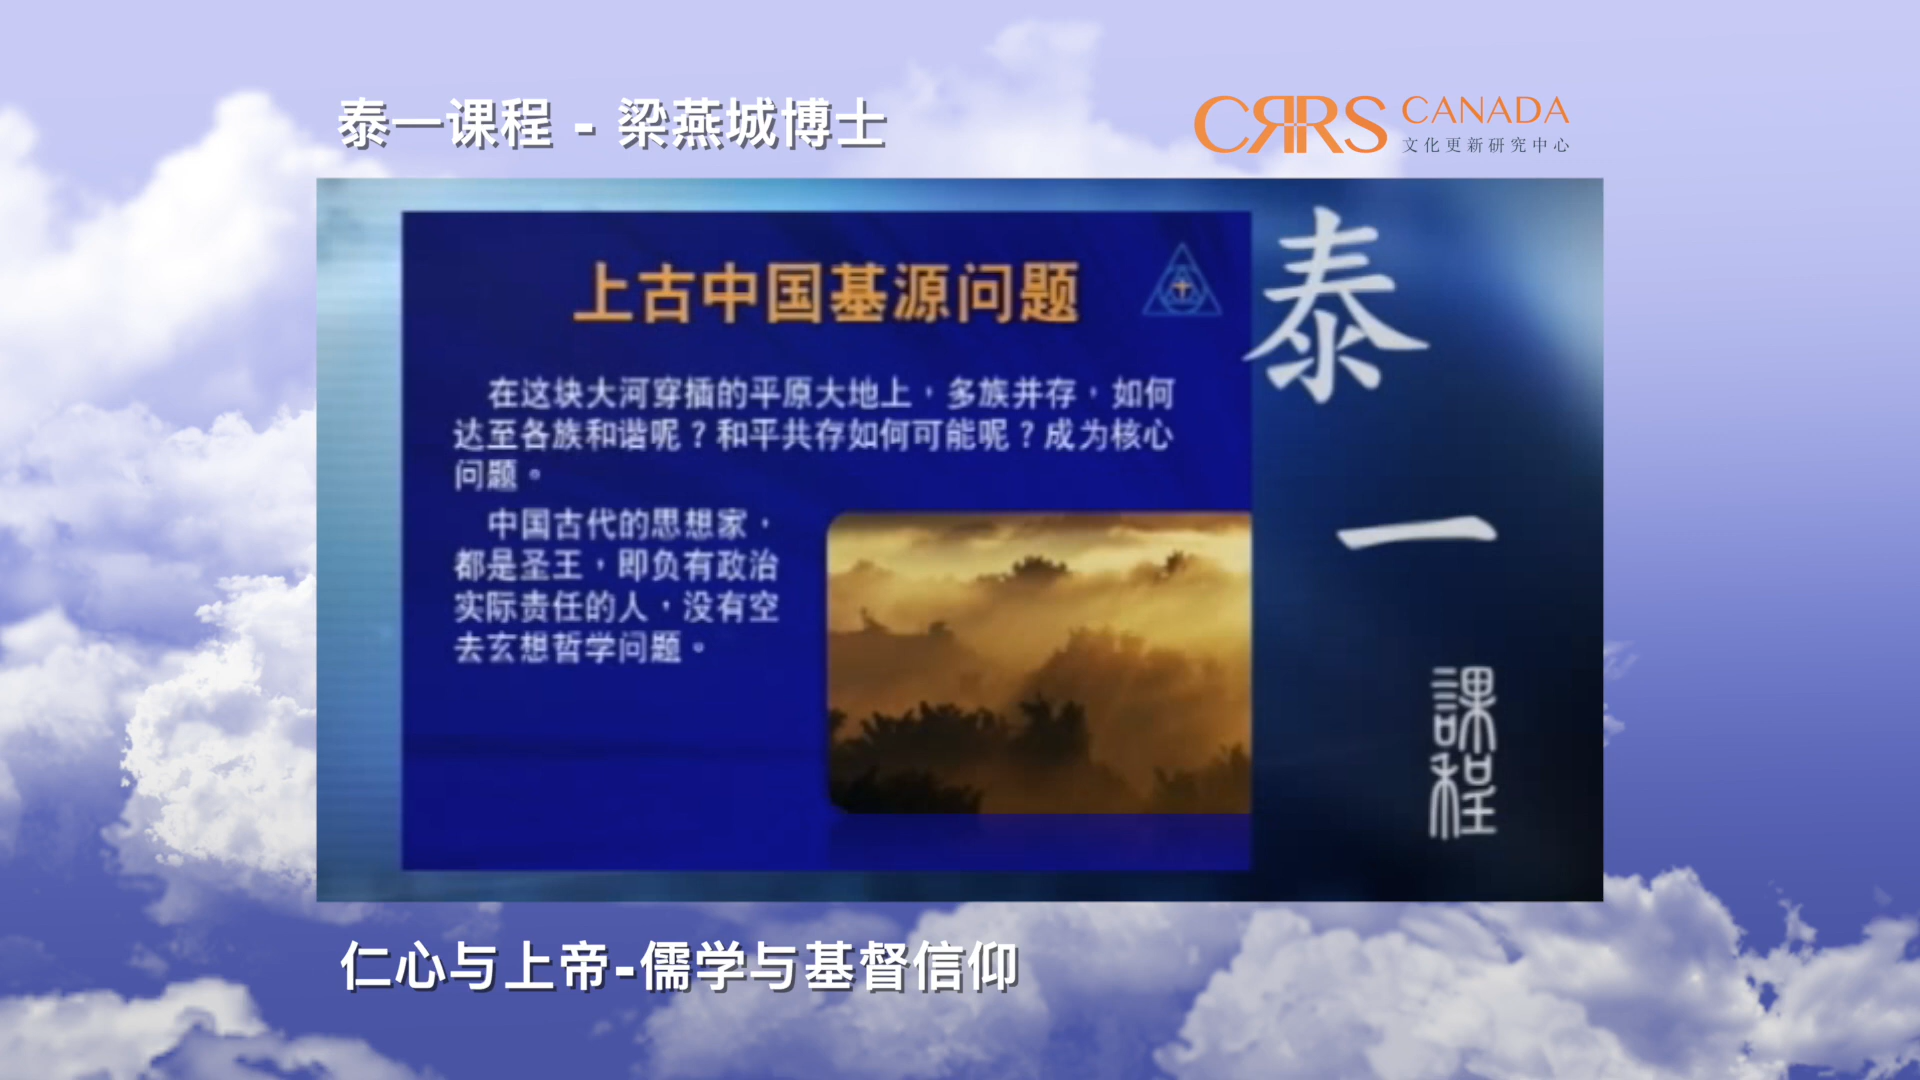 泰一课程 - 梁燕城博士
CRRS CANADA
文化更新研究中心
上古中国基源问题
在这块大河穿插的平原大地上，多族并存，如何
达至各族和谐呢？和平共存如何可能呢？成为核心
问题。
中国古代的思想家，
都是圣王，即负有政治
实际责任的人，没有空
去玄想哲学问题。
泰
一
課
程
仁心与上帝-儒学与基督信仰